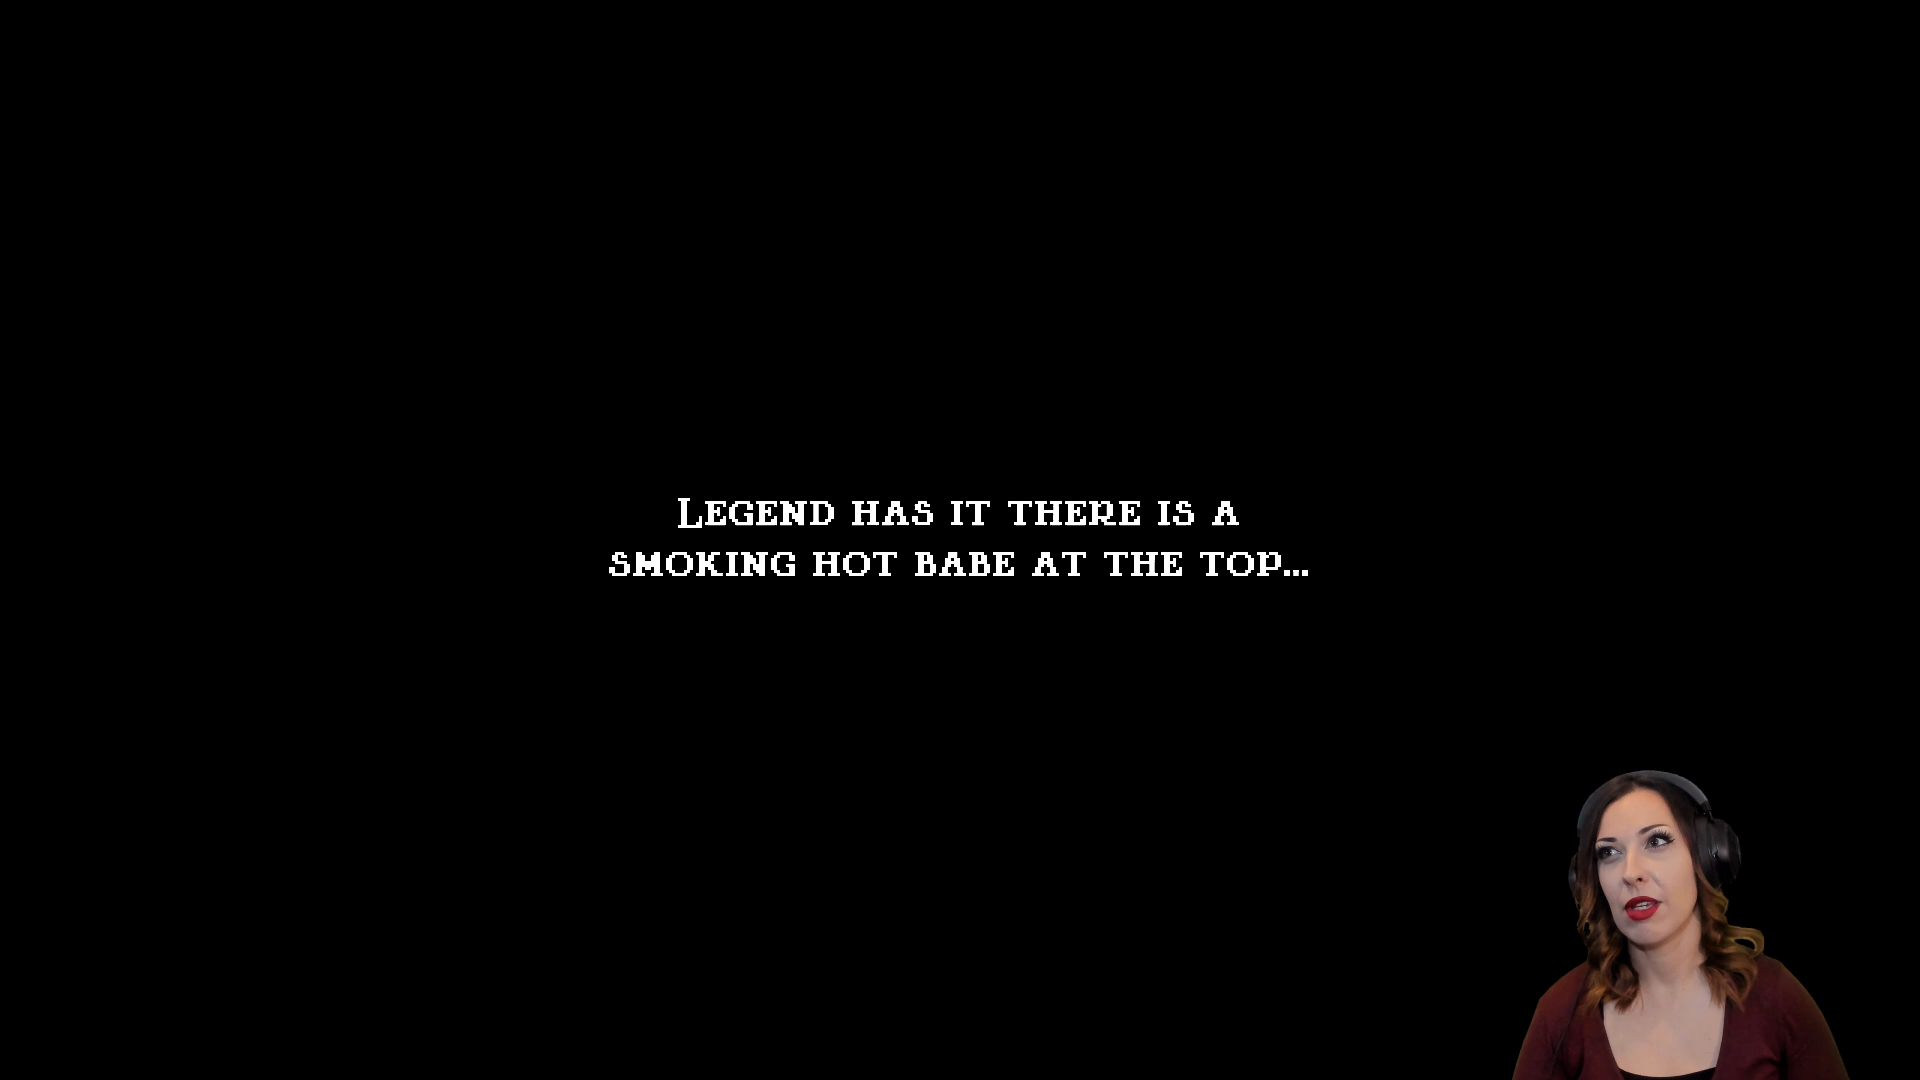 Legend has it there is a
smoking hot babe at the top...